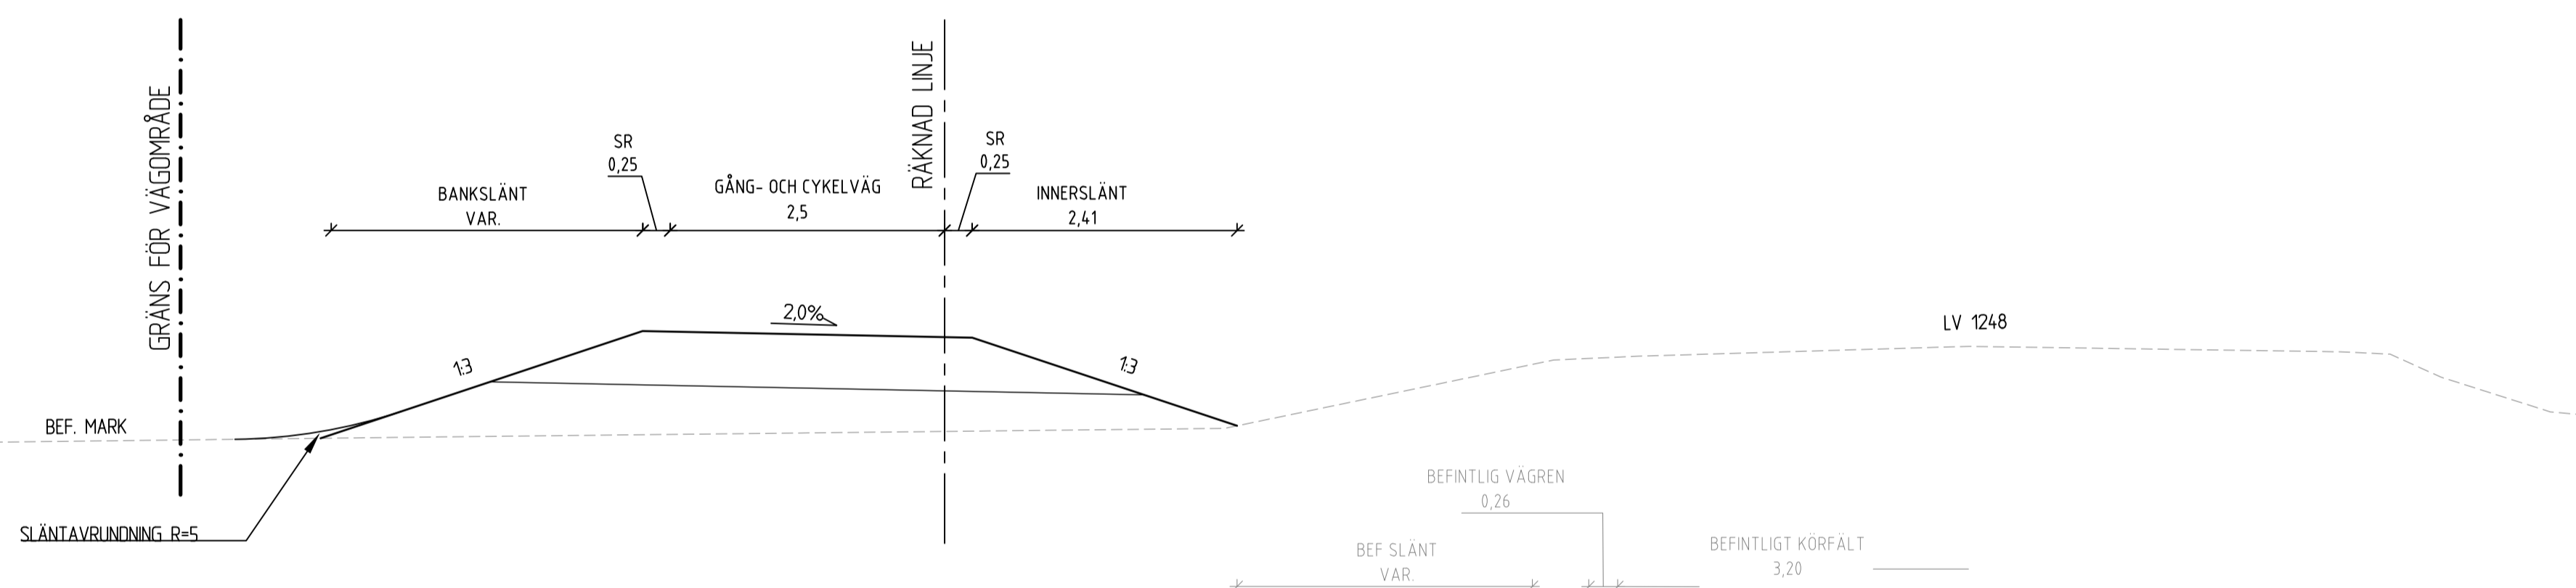 GRÄNS FÖR VÄGOMRÅDE
RÄKNAD LINJE
SR
0,25
SR
0,25
BANKSLÄNT
VAR.
GÅNG- OCH CYKELVÄG
2,5
INNERSLÄNT
2,41
2,0%
1:3
1:3
LV 1248
BEF. MARK
SLÄNTAVRUNDNING R=5
BEFINTLIG VÄGREN
0,26
BEF SLÄNT
VAR.
BEFINTLIGT KÖRFÄLT
3,20